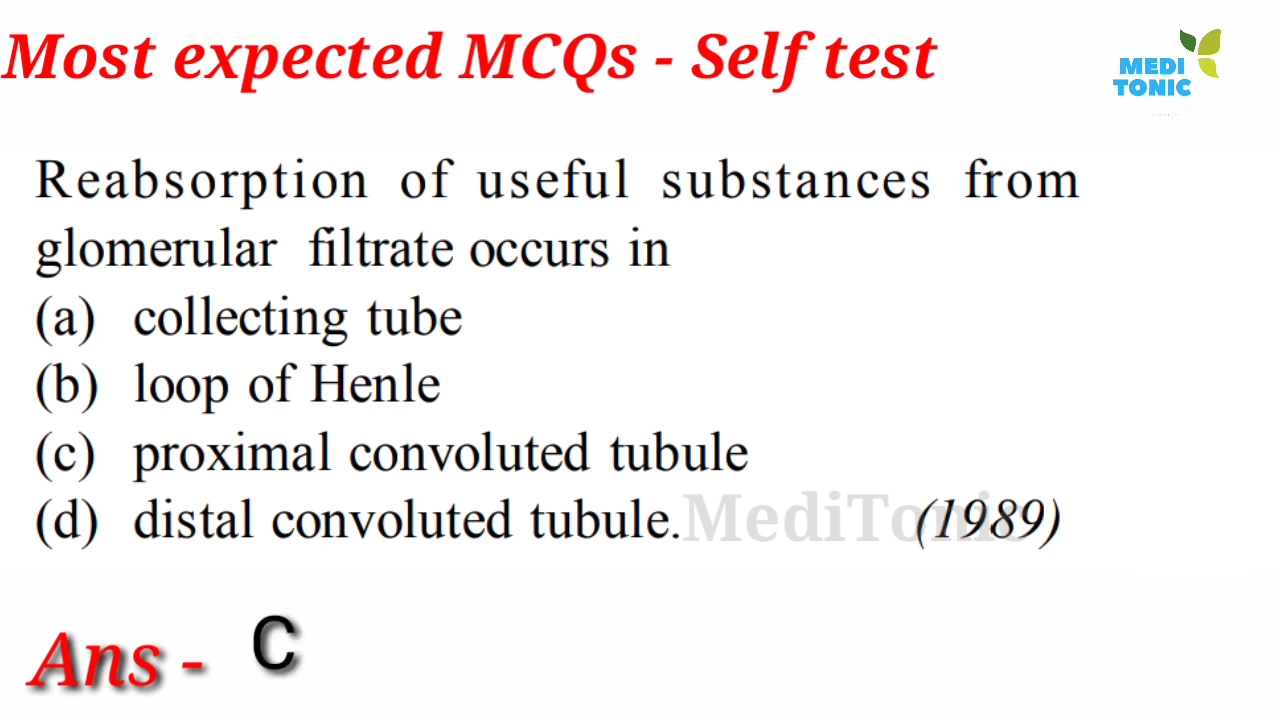 Most expected MCQs - Self test
MEDI
TONIC
Reabsorption of useful substances from
glomerular filtrate occurs in
(a) collecting tube
(b) loop of Henle
(c) proximal convoluted tubule
(d) distal convoluted tubule. MediTonic (1989)
Ans - C